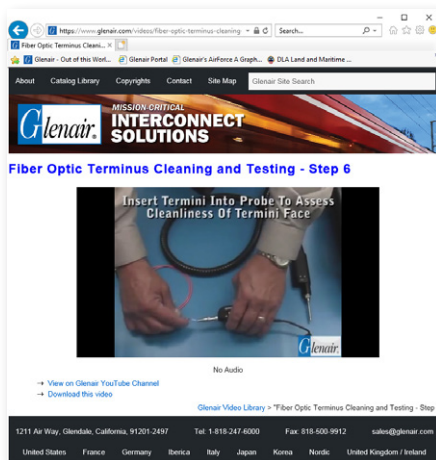 https://www.glenair.com/videos/fiber-optic-terminus-cleaning
Search...
Fiber Optic Terminus Cleani...
Glenair - Out of this Worl...
Glenair Portal
Glenair's AirFence A Graph...
DLA Land and Maritime ...
About
Catalog Library
Copyrights
Contact
Site Map
Glenair Site Search
Glenair.
MISSION-CRITICAL
INTERCONNECT
SOLUTIONS
Fiber Optic Terminus Cleaning and Testing - Step 6
Insert Termini Into Probe To Assess
Cleanliness Of Termini Face
Glenair.
No Audio
→ View on Glenair YouTube Channel
→ Download this video
Glenair Video Library > "Fiber Optic Terminus Cleaning and Testing - Step
1211 Air Way, Glendale, California, 91201-2497
Tel: 1-818-247-6000
Fax: 818-500-9912
sales@glenair.com
United States
France
Germany
Iberica
Italy
Japan
Korea
Nordic
United Kingdom / Ireland